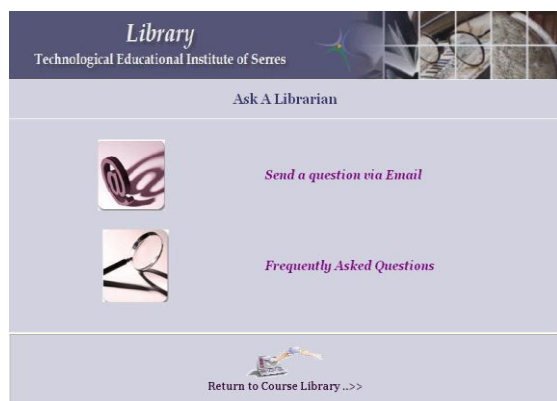 Library
Technological Educational Institute of Serres
Ask A Librarian
Send a question via Email
Frequently Asked Questions
Return to Course Library ..>>